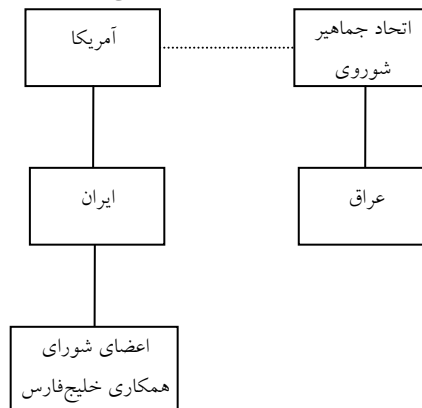 اتحاد جماهیر
شوروی
آمریکا
عراق
ایران
اعضای شورای
همکاری خلیج‌فارس